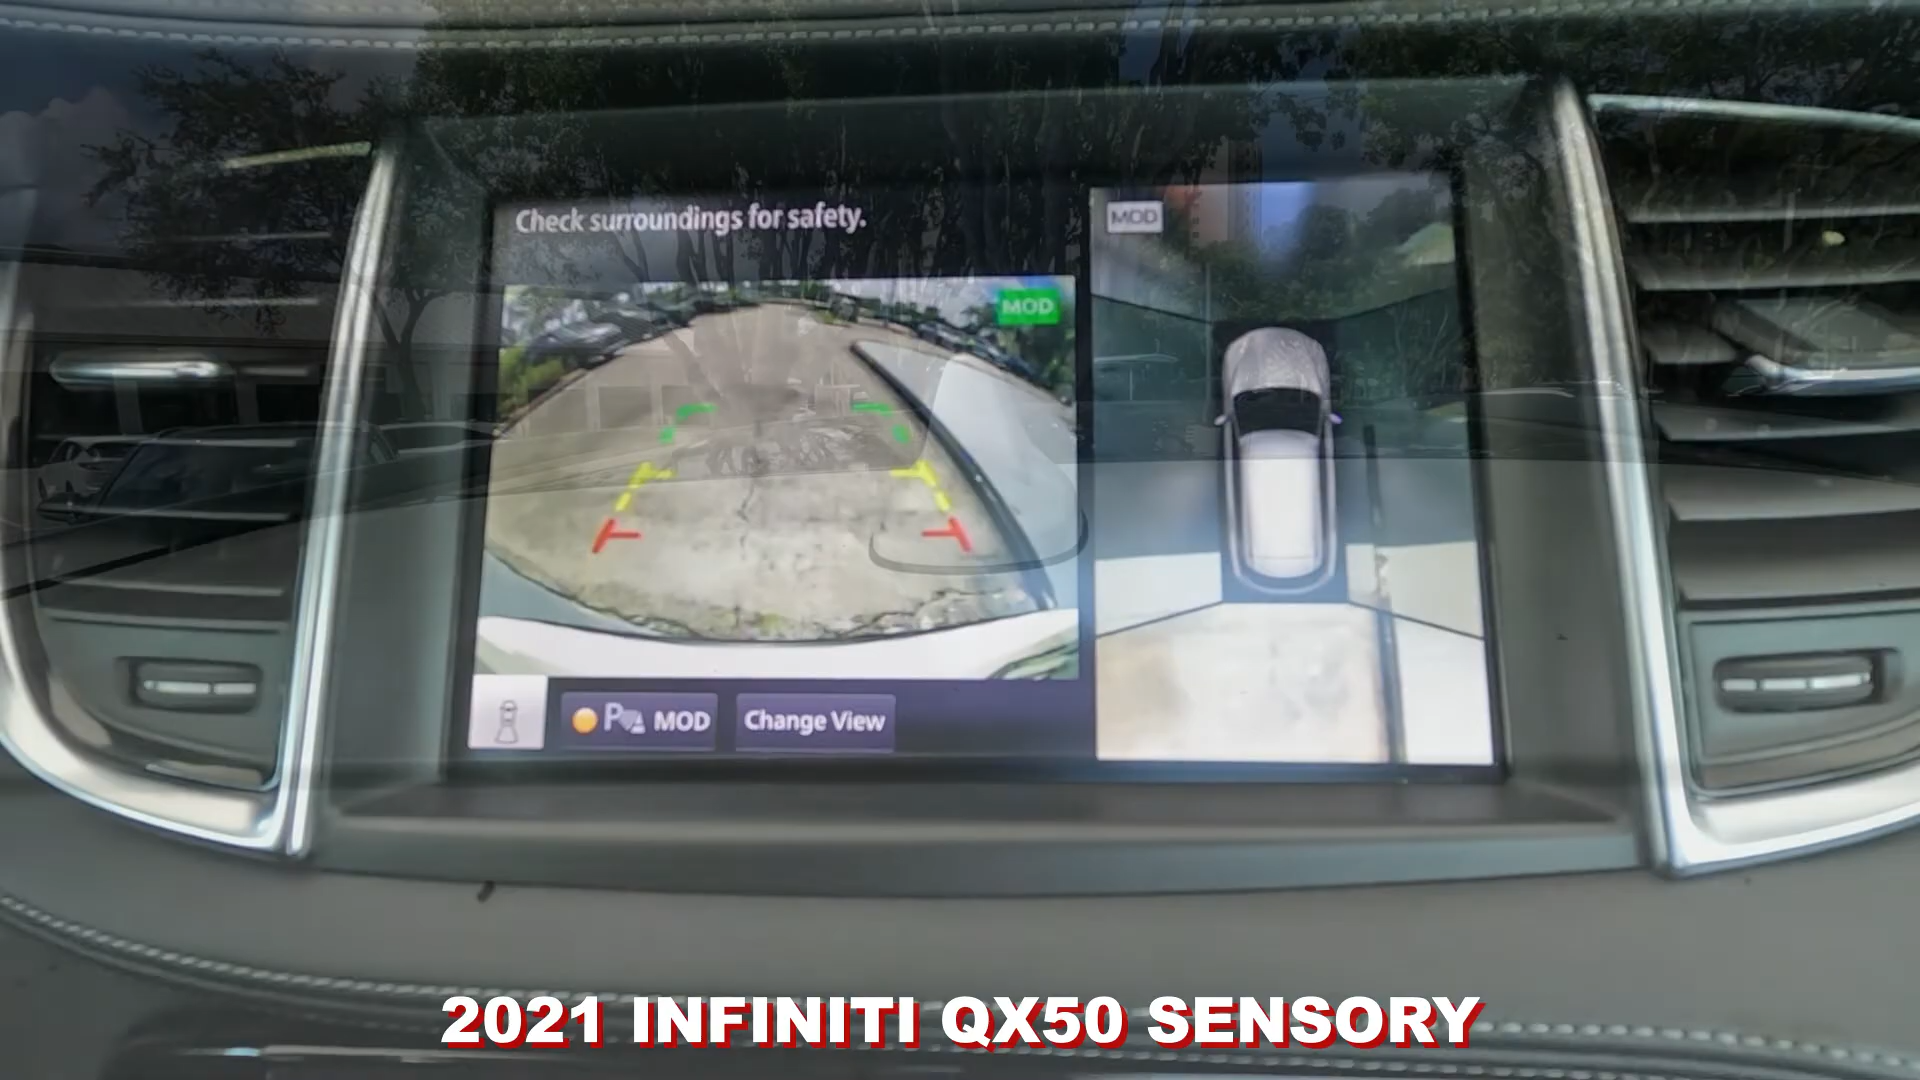 Check surroundings for safety.
MOD
MOD
P MOD
Change View
2021 INFINITI QX50 SENSORY